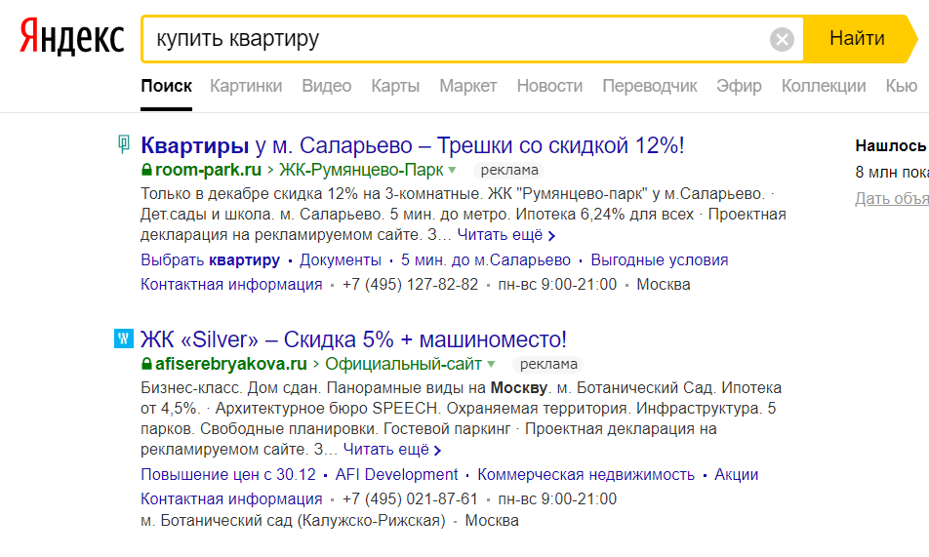 Яндекс
купить квартиру
Найти
Поиск Картинки Видео Карты Маркет Новости Переводчик Эфир Коллекции Кью
Квартиры у м. Саларьево – Трешки со скидкой 12%!
room-park.ru › ЖК-Румянцево-Парк реклама
Только в декабре скидка 12% на 3-комнатные. ЖК "Румянцево-парк" у м.Саларьево. ·
Дет.сады и школа. м. Саларьево. 5 мин. до метро. Ипотека 6,24% для всех · Проектная
декларация на рекламируемом сайте. З... Читать ещё ›
Выбрать квартиру · Документы · 5 мин. до м.Саларьево · Выгодные условия
Контактная информация · +7 (495) 127-82-82 · пн-вс 9:00-21:00 · Москва
W
ЖК «Silver» – Скидка 5% + машиноместо!
afiserebryakova.ru › Официальный-сайт реклама
Бизнес-класс. Дом сдан. Панорамные виды на Москву. м. Ботанический Сад. Ипотека
от 4,5%. · Архитектурное бюро SPEECH. Охраняемая территория. Инфраструктура. 5
парков. Свободные планировки. Гостевой паркинг · Проектная декларация на
рекламируемом сайте. З... Читать ещё ›
Повышение цен с 30.12 · AFI Development · Коммерческая недвижимость · Акции
Контактная информация · +7 (495) 021-87-61 · пн-вс 9:00-21:00
м. Ботанический сад (Калужско-Рижская) · Москва
Нашлось
8 млн пока
Дать объя